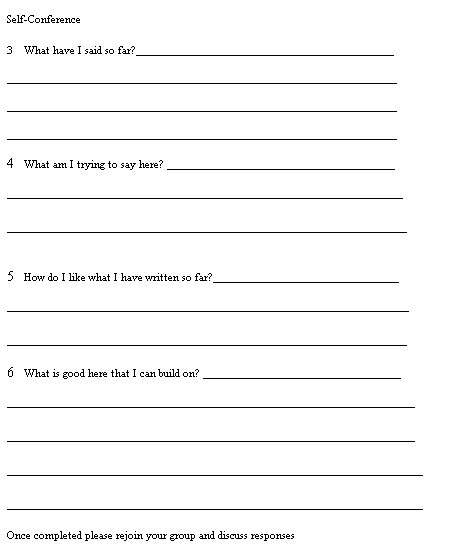 Self-Conference
3 What have I said so far?
4 What am I trying to say here?
5 How do I like what I have written so far?
6 What is good here that I can build on?
Once completed please rejoin your group and discuss responses